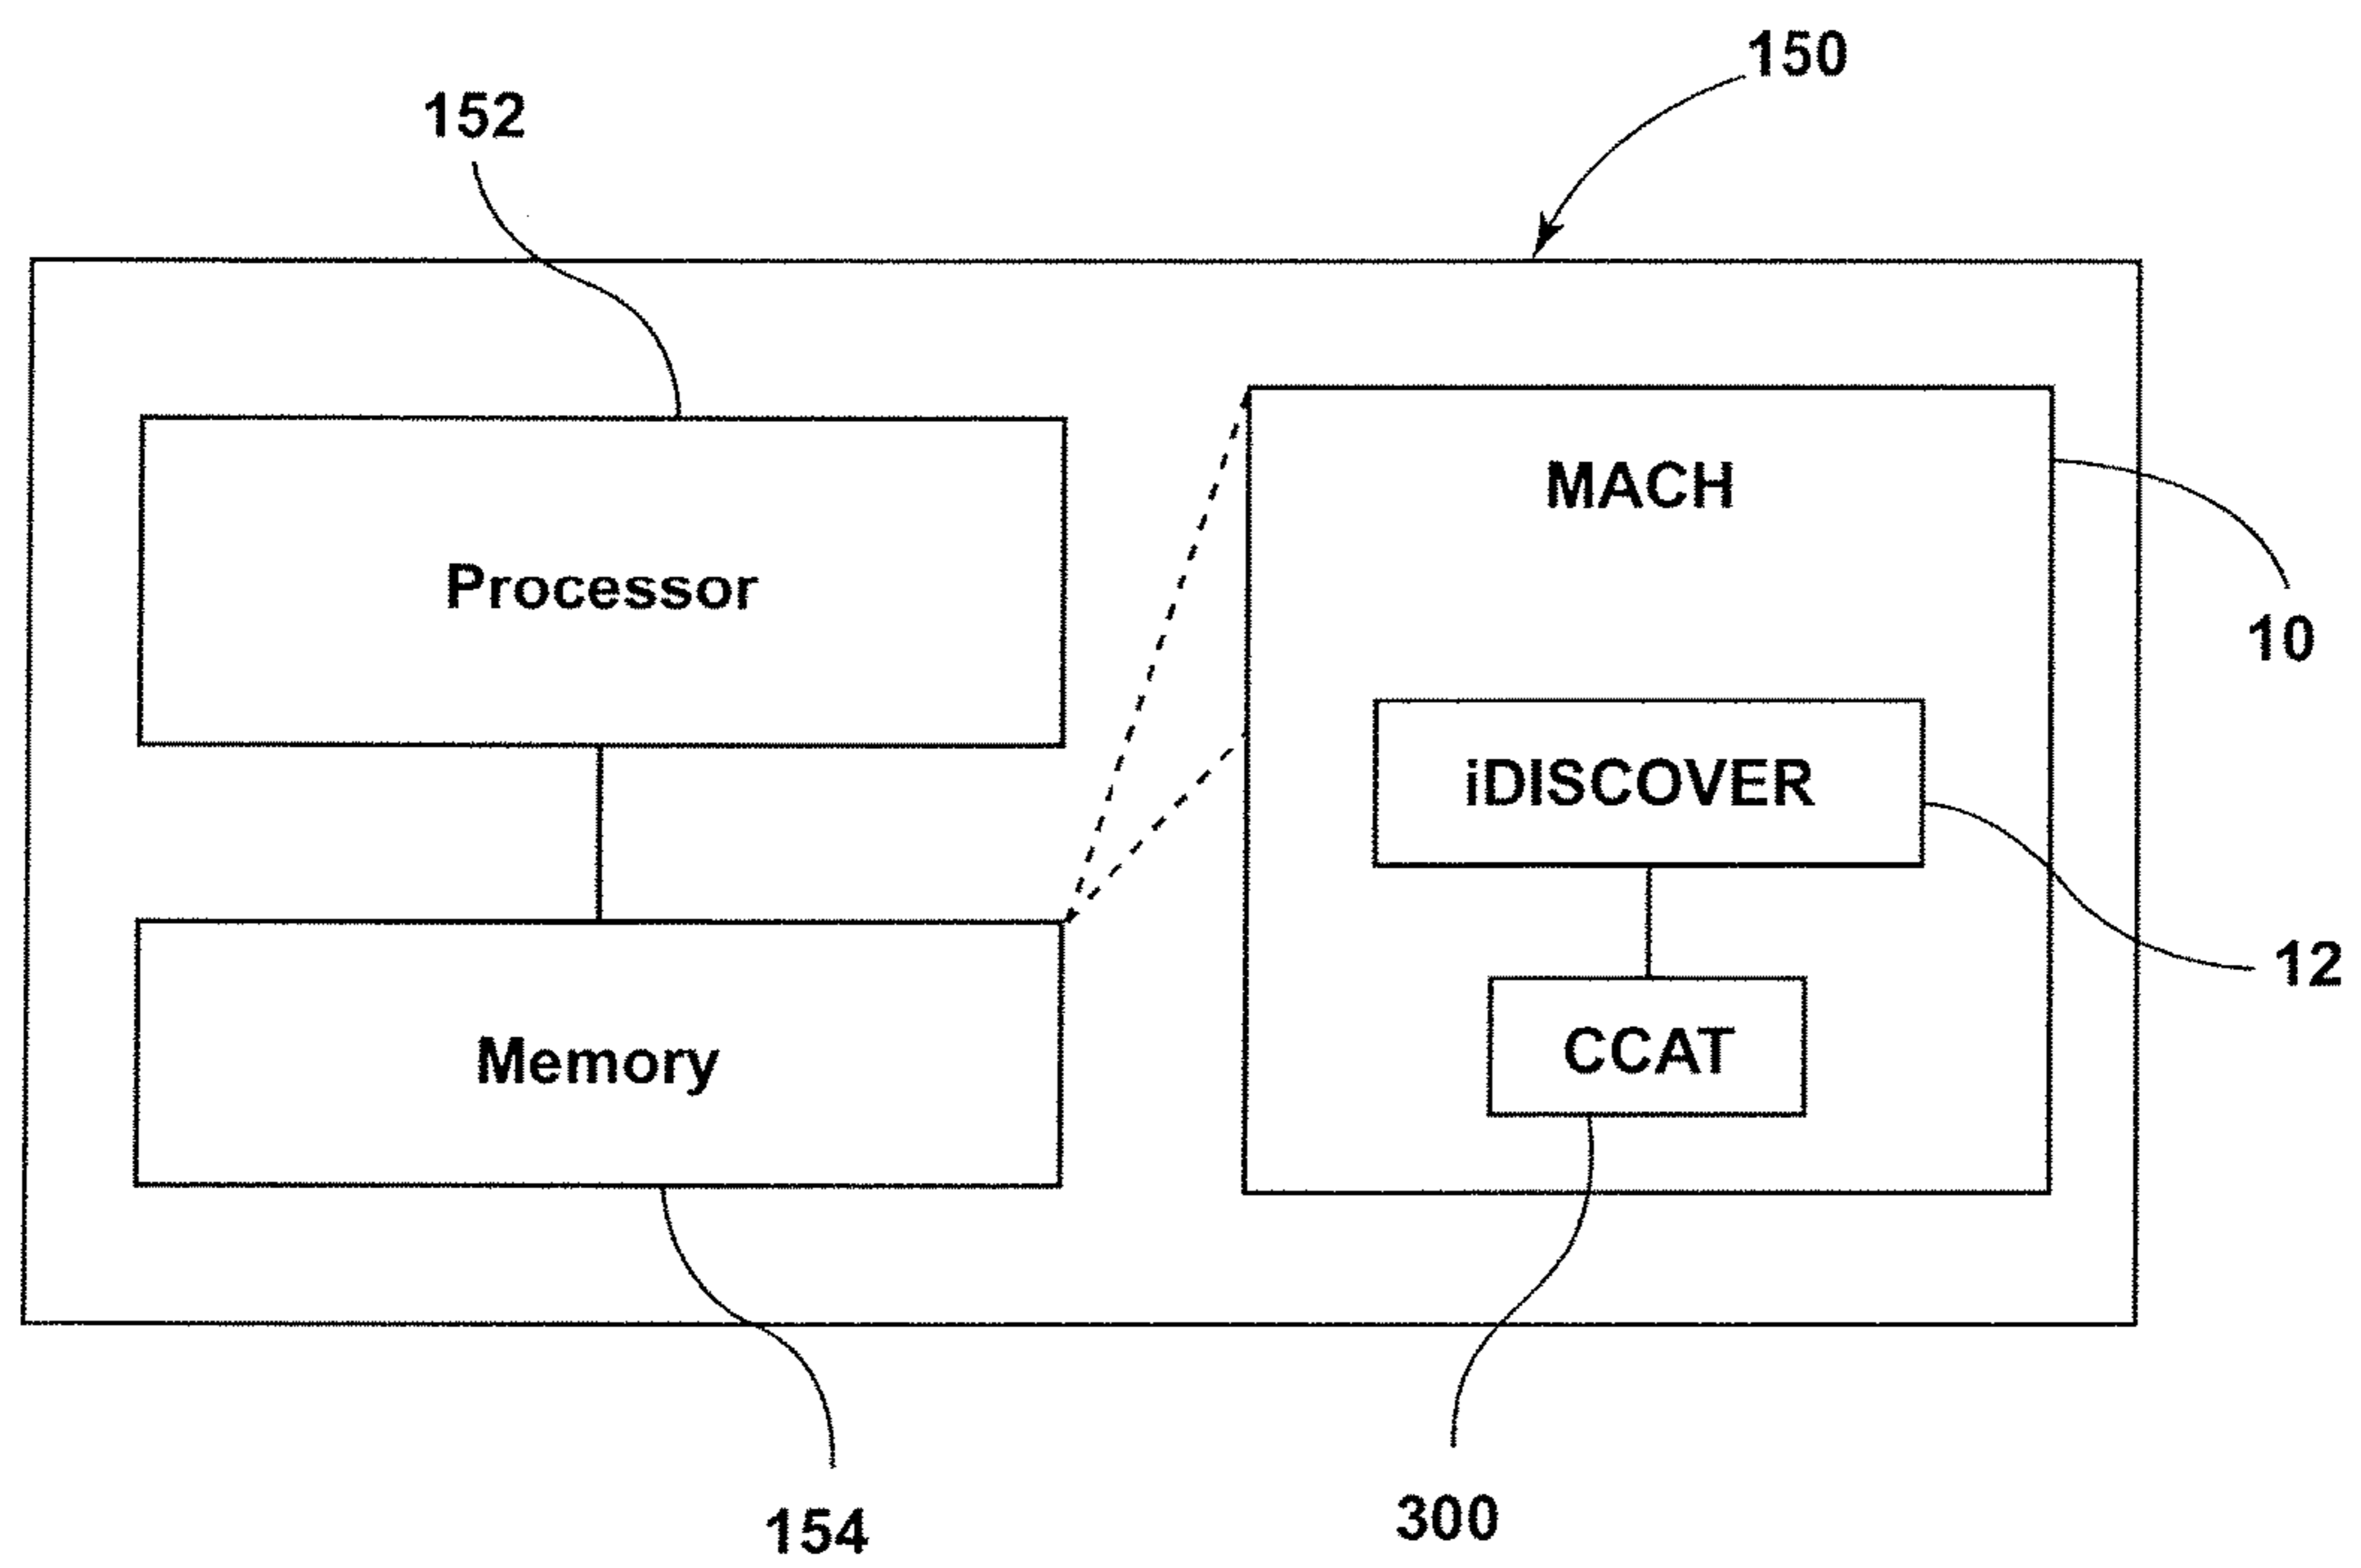 150
152
MACH
Processor
10
iDISCOVER
12
CCAT
Memory
300
154